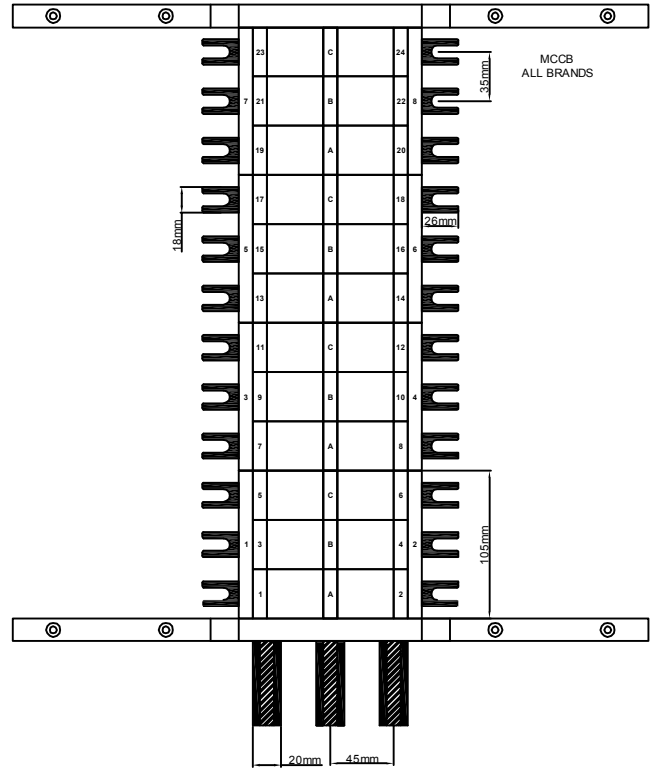 23 C 24
MCCB
ALL BRANDS
35mm
7 21 B 22 8
19 A 20
17 C 18
18mm
26mm
5 15 B 16 6
13 A 14
11 C 12
3 9 B 10 4
7 A 8
5 C 6
105mm
1 3 B 4 2
1 A 2
20mm 45mm